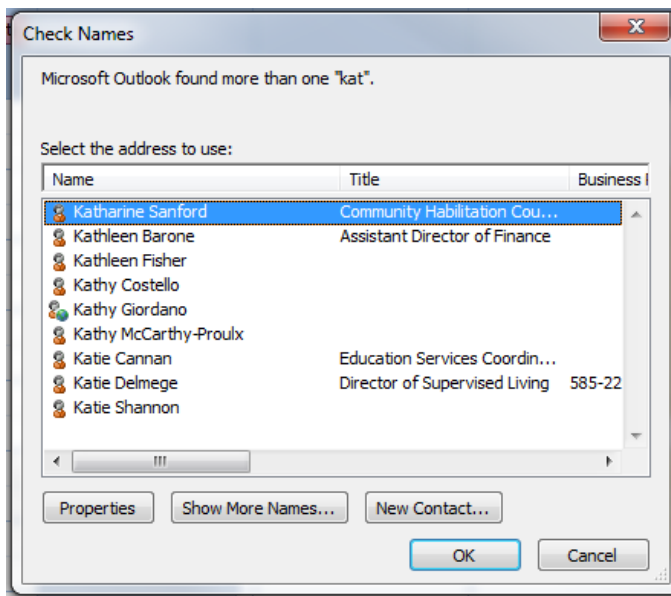 Check Names
Microsoft Outlook found more than one "kat".
Select the address to use:
Name Title Business
Katharine Sanford Community Habilitation Cou...
Kathleen Barone Assistant Director of Finance
Kathleen Fisher
Kathy Costello
Kathy Giordano
Kathy McCarthy-Proulx
Katie Cannan Education Services Coordin...
Katie Delmege Director of Supervised Living 585-22
Katie Shannon
Properties Show More Names... New Contact...
OK Cancel